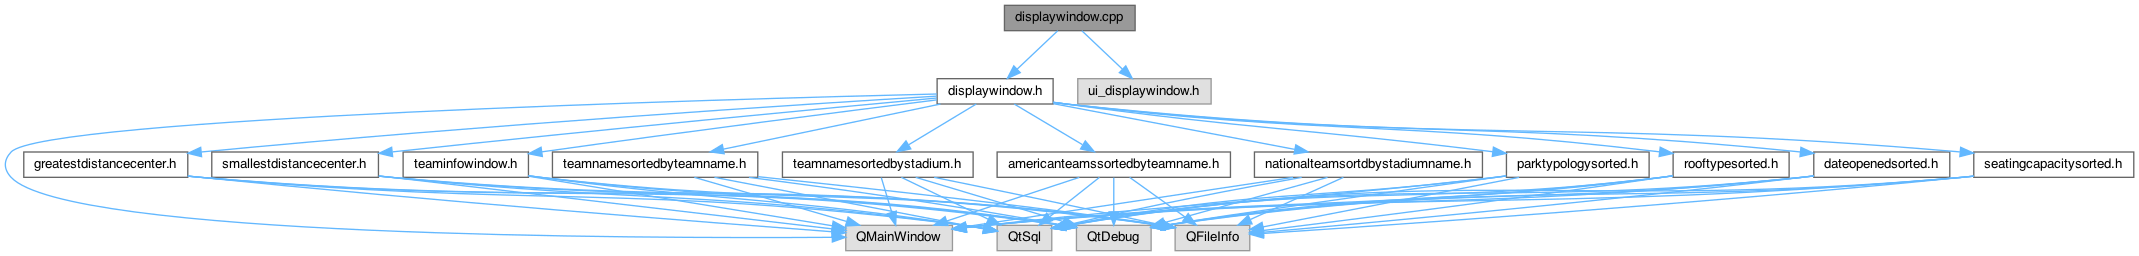 displaywindow.cpp
displaywindow.h
ui_displaywindow.h
greatestdistancecenter.h
smallestdistancecenter.h
teaminfowindow.h
teamnamesortedbyteamname.h
teamnamesortedbystadium.h
americanteamssortedbyteamname.h
nationalteamsortdbystadiumname.h
parktypologysorted.h
rooftypesorted.h
dateopenedsorted.h
seatingcapacitysorted.h
QMainWindow
QtSql
QtDebug
QFileInfo